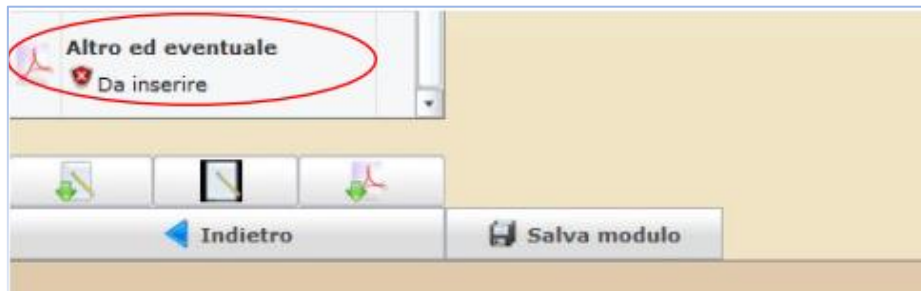 Altro ed eventuale
Da inserire
Indietro
Salva modulo